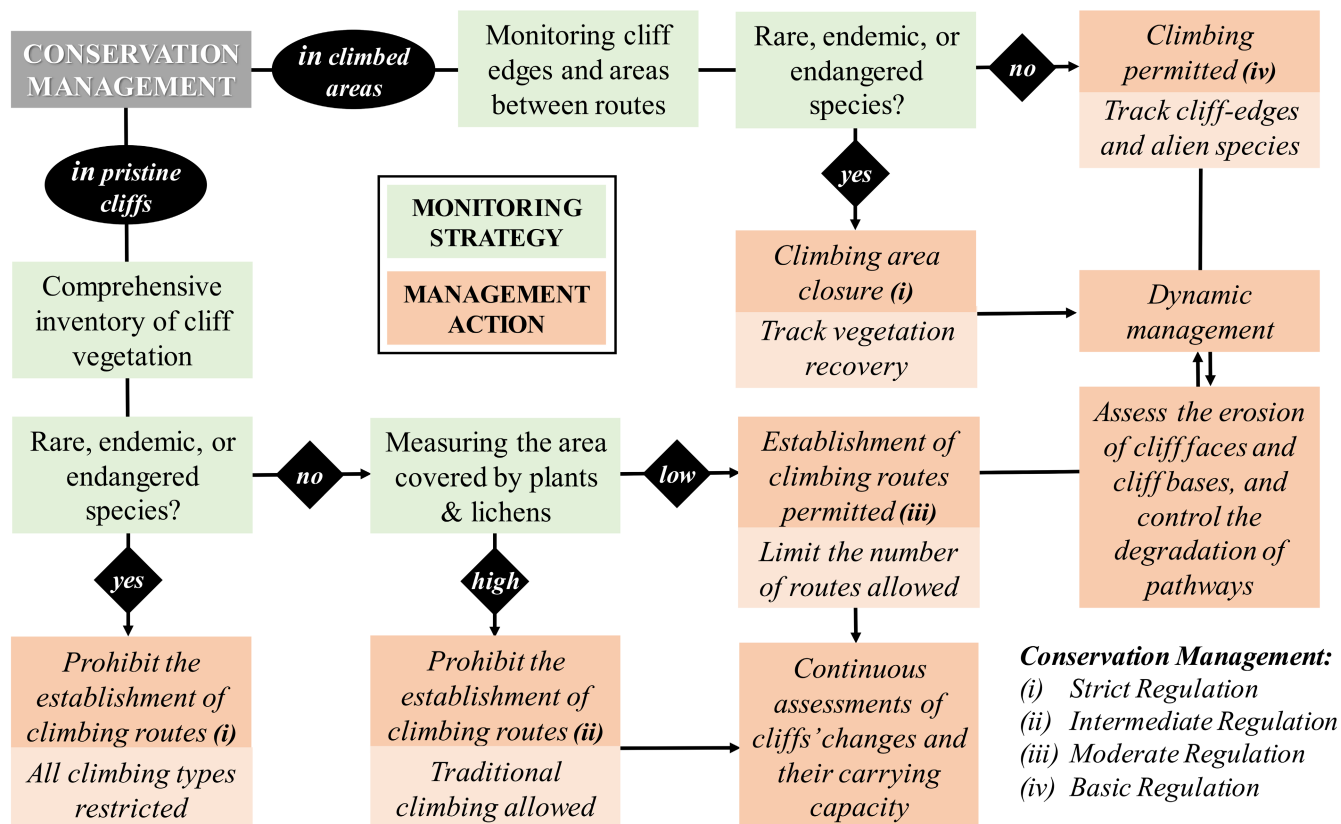 CONSERVATION
MANAGEMENT
in climbed
areas
Monitoring cliff
edges and areas
between routes
Rare, endemic, or
endangered
species?
no
Climbing
permitted (iv)
Track cliff-edges
and alien species
in pristine
cliffs
yes
MONITORING
STRATEGY
MANAGEMENT
ACTION
Climbing area
closure (i)
Track vegetation
recovery
Dynamic
management
Comprehensive
inventory of cliff
vegetation
Rare, endemic, or
endangered
species?
no
Measuring the area
covered by plants
& lichens
low
Establishment of
climbing routes
permitted (iii)
Limit the number
of routes allowed
Assess the erosion
of cliff faces and
cliff bases, and
control the
degradation of
pathways
yes
high
Prohibit the
establishment of
climbing routes (i)
All climbing types
restricted
Prohibit the
establishment of
climbing routes (ii)
Traditional
climbing allowed
Continuous
assessments of
cliffs’ changes and
their carrying
capacity
Conservation Management:
(i) Strict Regulation
(ii) Intermediate Regulation
(iii) Moderate Regulation
(iv) Basic Regulation